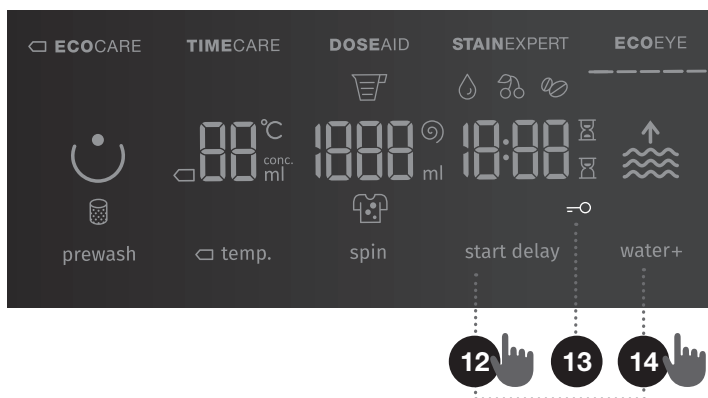 ECOCARE TIMECARE DOSEAID STAINEXPERT ECOEYE
88 °C 1888 18:88
conc.
ml ml
prewash temp. spin start delay water+
12 13 14